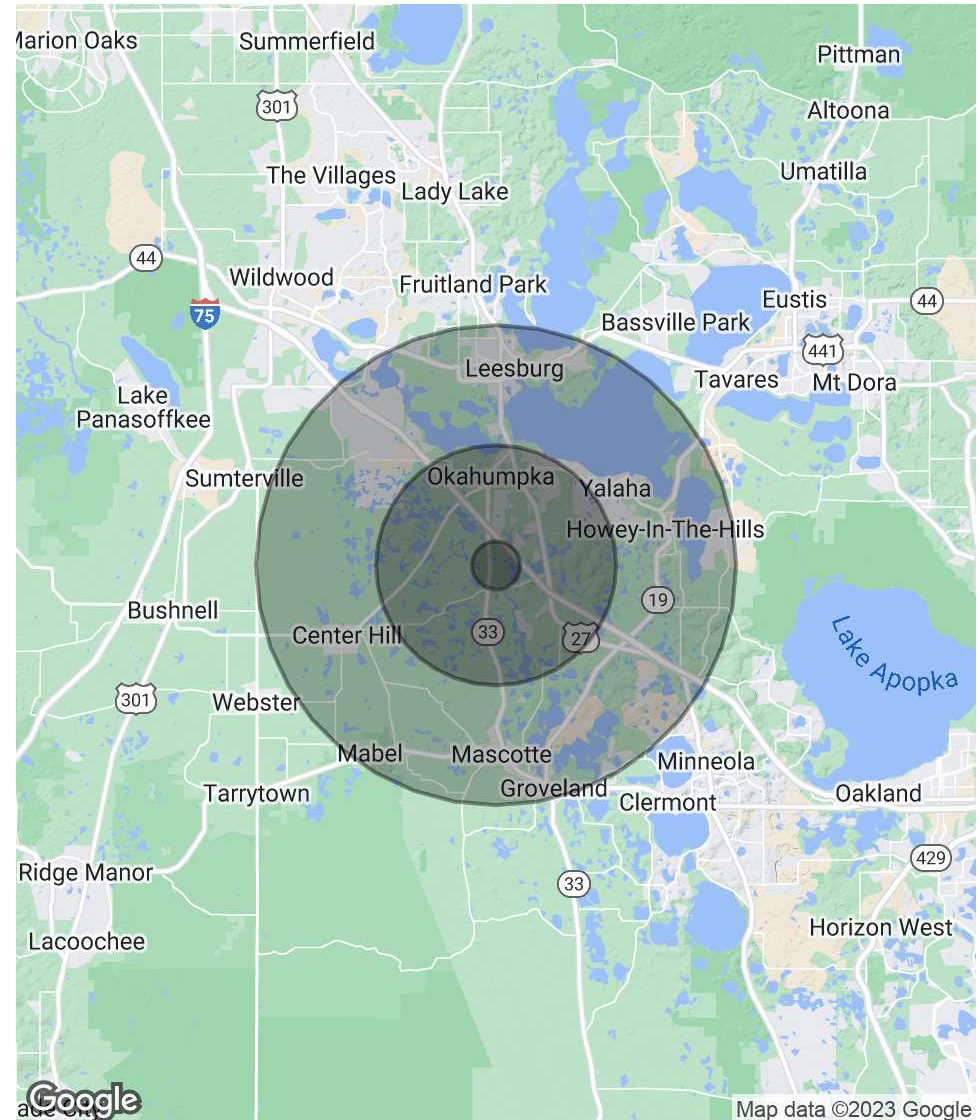 Marion Oaks
Summerfield
Pittman
301
Altoona
The Villages
Lady Lake
Umatilla
44
Wildwood
Fruitland Park
Eustis
44
75
Bassville Park
441
Leesburg
Tavares
Mt Dora
Lake
Panasoffkee
Sumterville
Okahumpka
Yalaha
Howey-In-The-Hills
19
Bushnell
Center Hill
33
27
Lake Apopka
301
Webster
Mabel
Mascotte
Minneola
Tarrytown
Groveland
Clermont
Oakland
Ridge Manor
429
33
Lacoochee
Horizon West
Google
Map data ©2023 Google